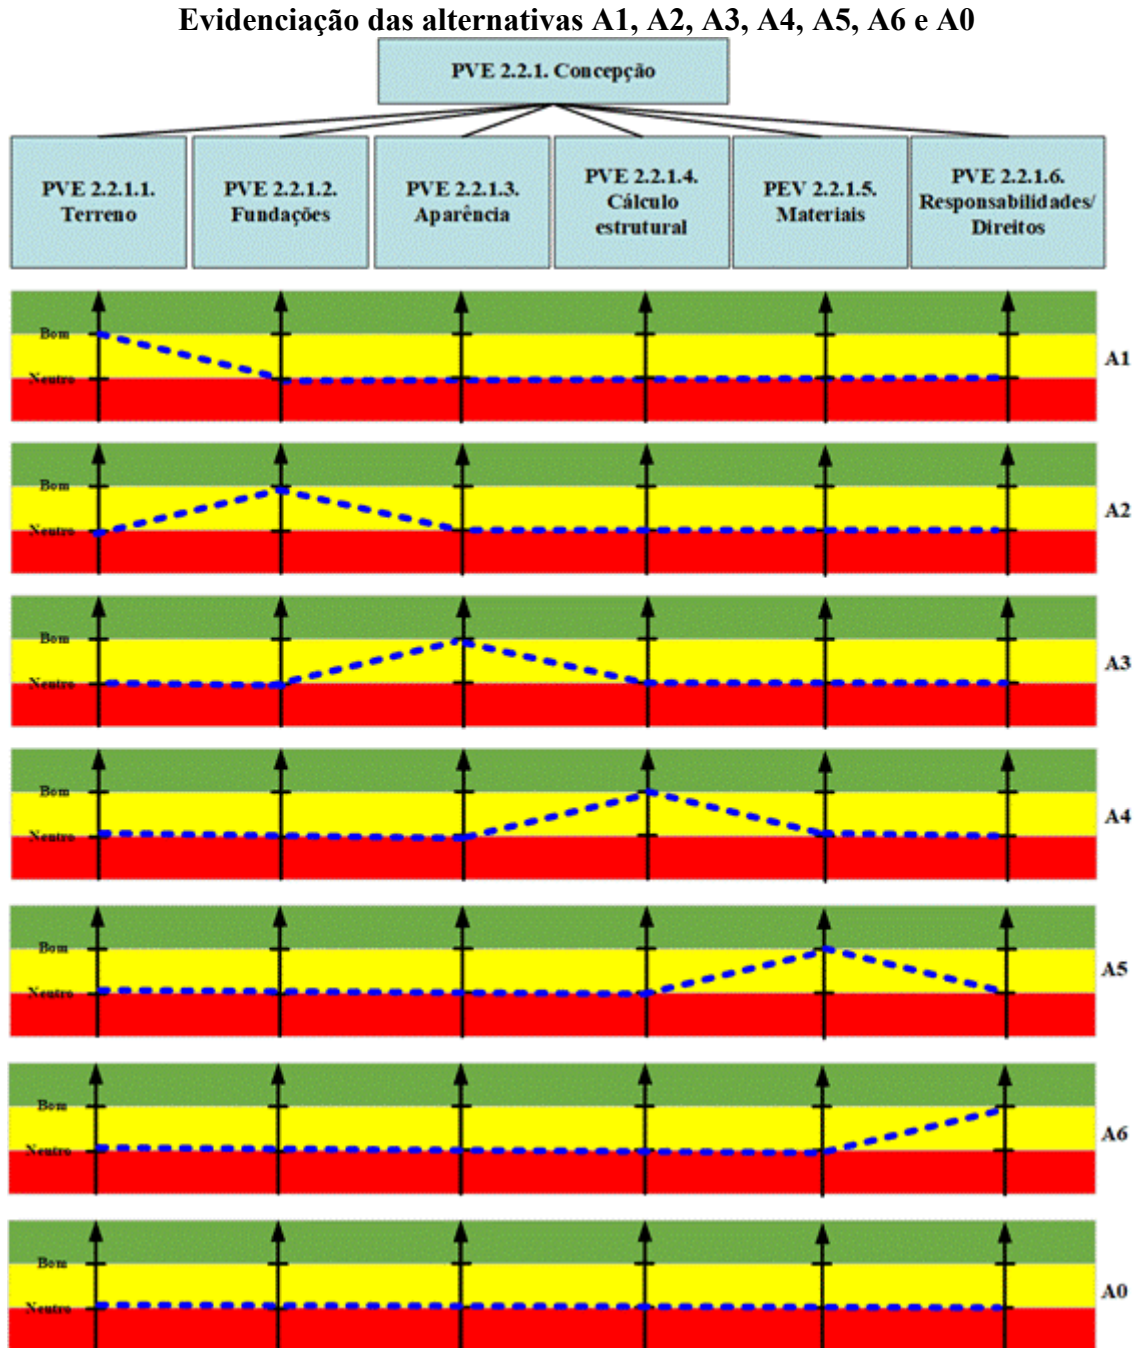 Evidenciação das alternativas A1, A2, A3, A4, A5, A6 e A0
PVE 2.2.1. Concepção
PVE 2.2.1.1.
Terreno
PVE 2.2.1.2.
Fundações
PVE 2.2.1.3.
Aparência
PVE 2.2.1.4.
Cálculo
estrutural
PEV 2.2.1.5.
Materiais
PVE 2.2.1.6.
Responsabilidades/
Direitos
Bom
Neutro
A1
Bom
Neutro
A2
Bom
Neutro
A3
Bom
Neutro
A4
Bom
Neutro
A5
Bom
Neutro
A6
Bom
Neutro
A0